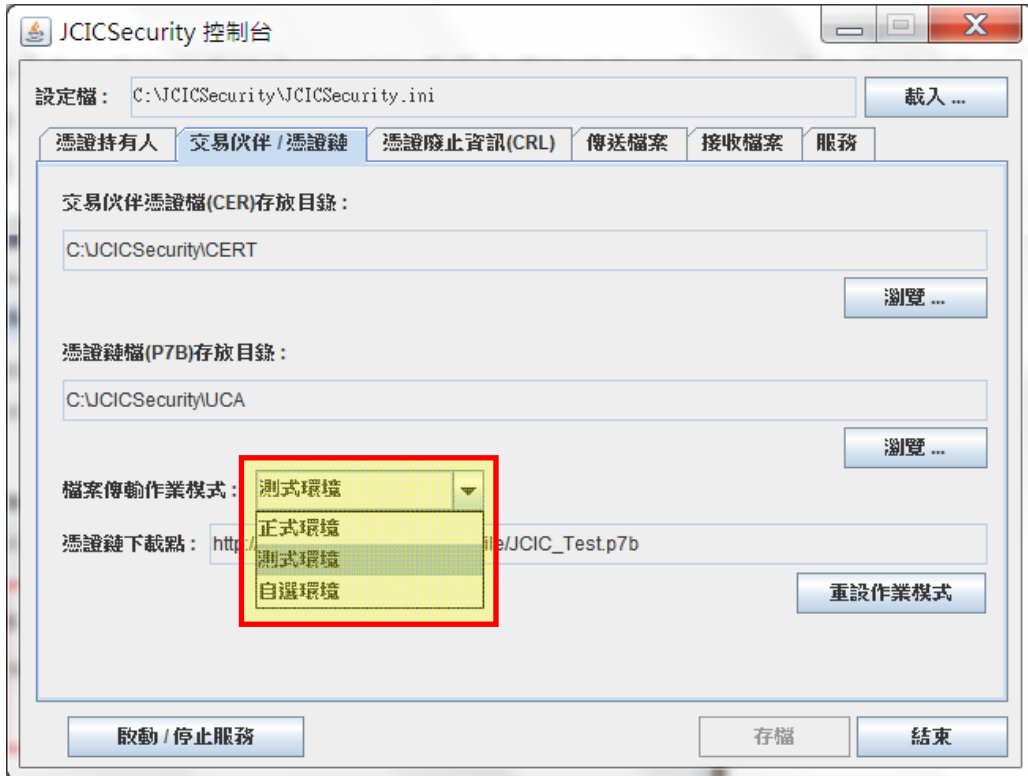 JCICSecurity 控制台
設定檔： C:\JCICSecurity\JCICSecurity.ini 載入 ...
憑證持有人 交易伙伴 / 憑證鏈 憑證廢止資訊(CRL) 傳送檔案 接收檔案 服務
交易伙伴憑證檔(CER)存放目錄：
C:\JCICSecurity\CERT
瀏覽 ...
憑證鏈檔(P7B)存放目錄：
C:\JCICSecurity\UCA
瀏覽 ...
檔案傳輸作業模式： 測式環境
正式環境
憑證鏈下載點： http:/ file/JCIC_Test.p7b
測式環境
自選環境
重設作業模式
啟動 / 停止服務 存檔 結束